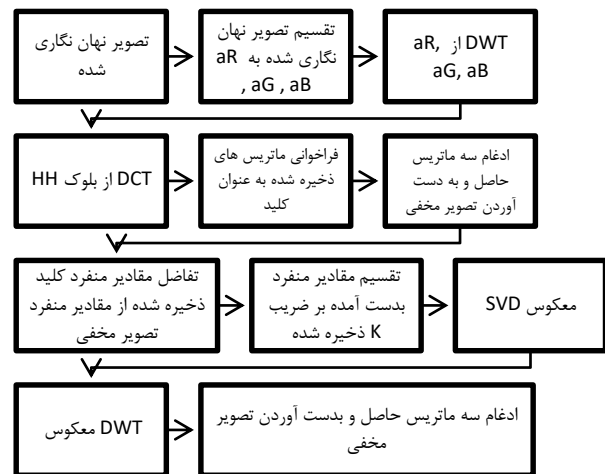 تصویر نهان نگاری
شده
تقسیم تصویر نهان
نگاری شده به aR
, aG , aB
DWT از aR,
aG, aB
DCT از بلوک HH
فراخوانی ماتریس های
ذخیره شده به عنوان
کلید
ادغام سه ماتریس
حاصل و به دست
آوردن تصویر مخفی
تفاضل مقادیر منفرد کلید
ذخیره شده از مقادیر منفرد
تصویر مخفی
تقسیم مقادیر منفرد
بدست آمده بر ضریب
K ذخیره شده
معکوس SVD
DWT معکوس
ادغام سه ماتریس حاصل و بدست آوردن تصویر
مخفی